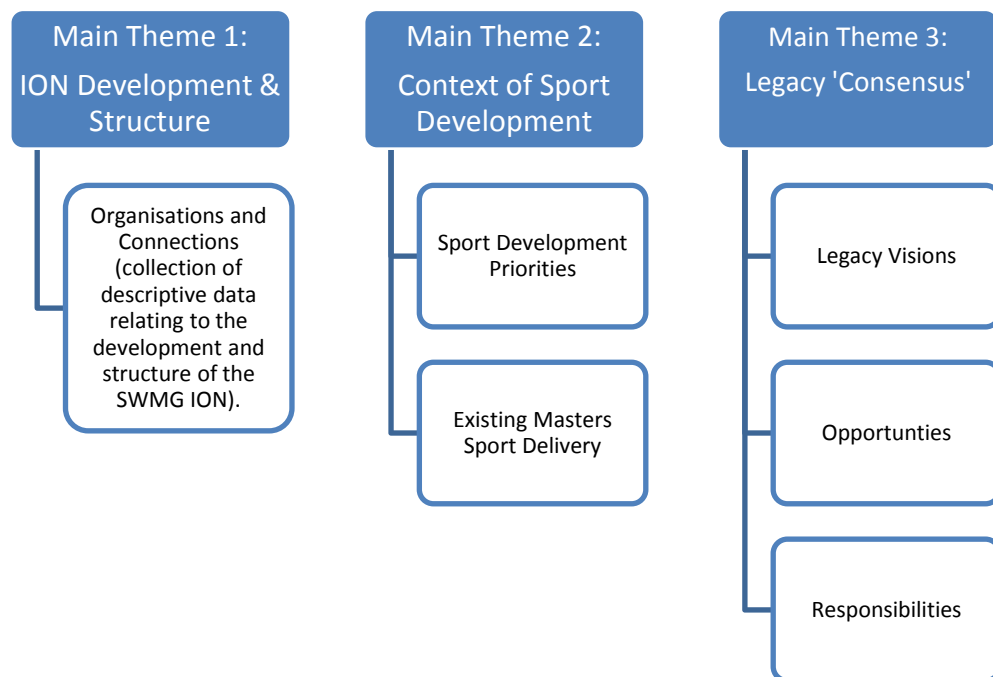 Main Theme 1:
ION Development &
Structure
Organisations and
Connections
(collection of
descriptive data
relating to the
development and
structure of the
SWMG ION).
Main Theme 2:
Context of Sport
Development
Sport Development
Priorities
Existing Masters
Sport Delivery
Main Theme 3:
Legacy 'Consensus'
Legacy Visions
Opportunties
Responsibilities